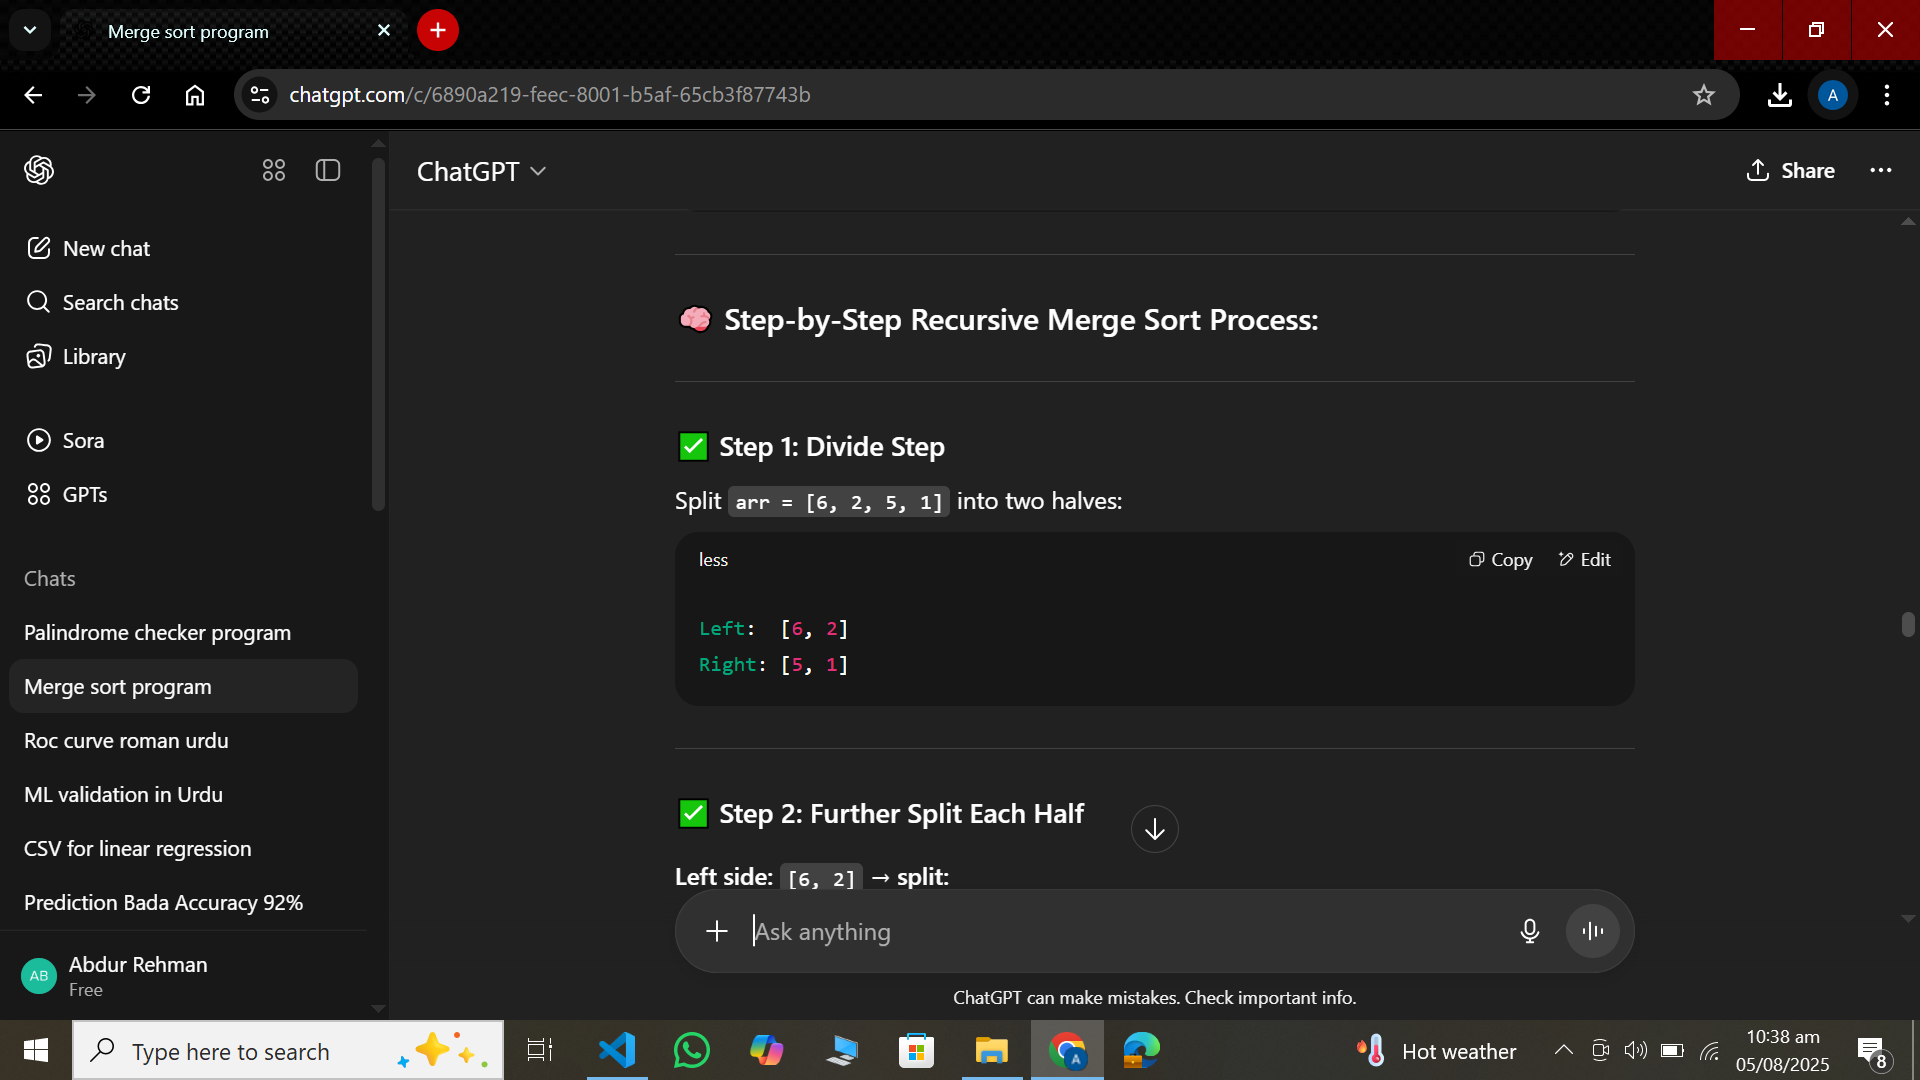 Merge sort program
chatgpt.com/c/6890a219-feec-8001-b5af-65cb3f87743b
A
ChatGPT
Share
New chat
Search chats
Library
Sora
GPTs
Chats
Palindrome checker program
Merge sort program
Roc curve roman urdu
ML validation in Urdu
CSV for linear regression
Prediction Bada Accuracy 92%
AB
Abdur Rehman
Free
Step-by-Step Recursive Merge Sort Process:
Step 1: Divide Step
Split arr = [6, 2, 5, 1] into two halves:
less
Copy
Edit
Left: [6, 2]
Right: [5, 1]
Step 2: Further Split Each Half
Left side: [6, 2] → split:
Ask anything
ChatGPT can make mistakes. Check important info.
Type here to search
A
Hot weather
10:38 am
05/08/2025
8